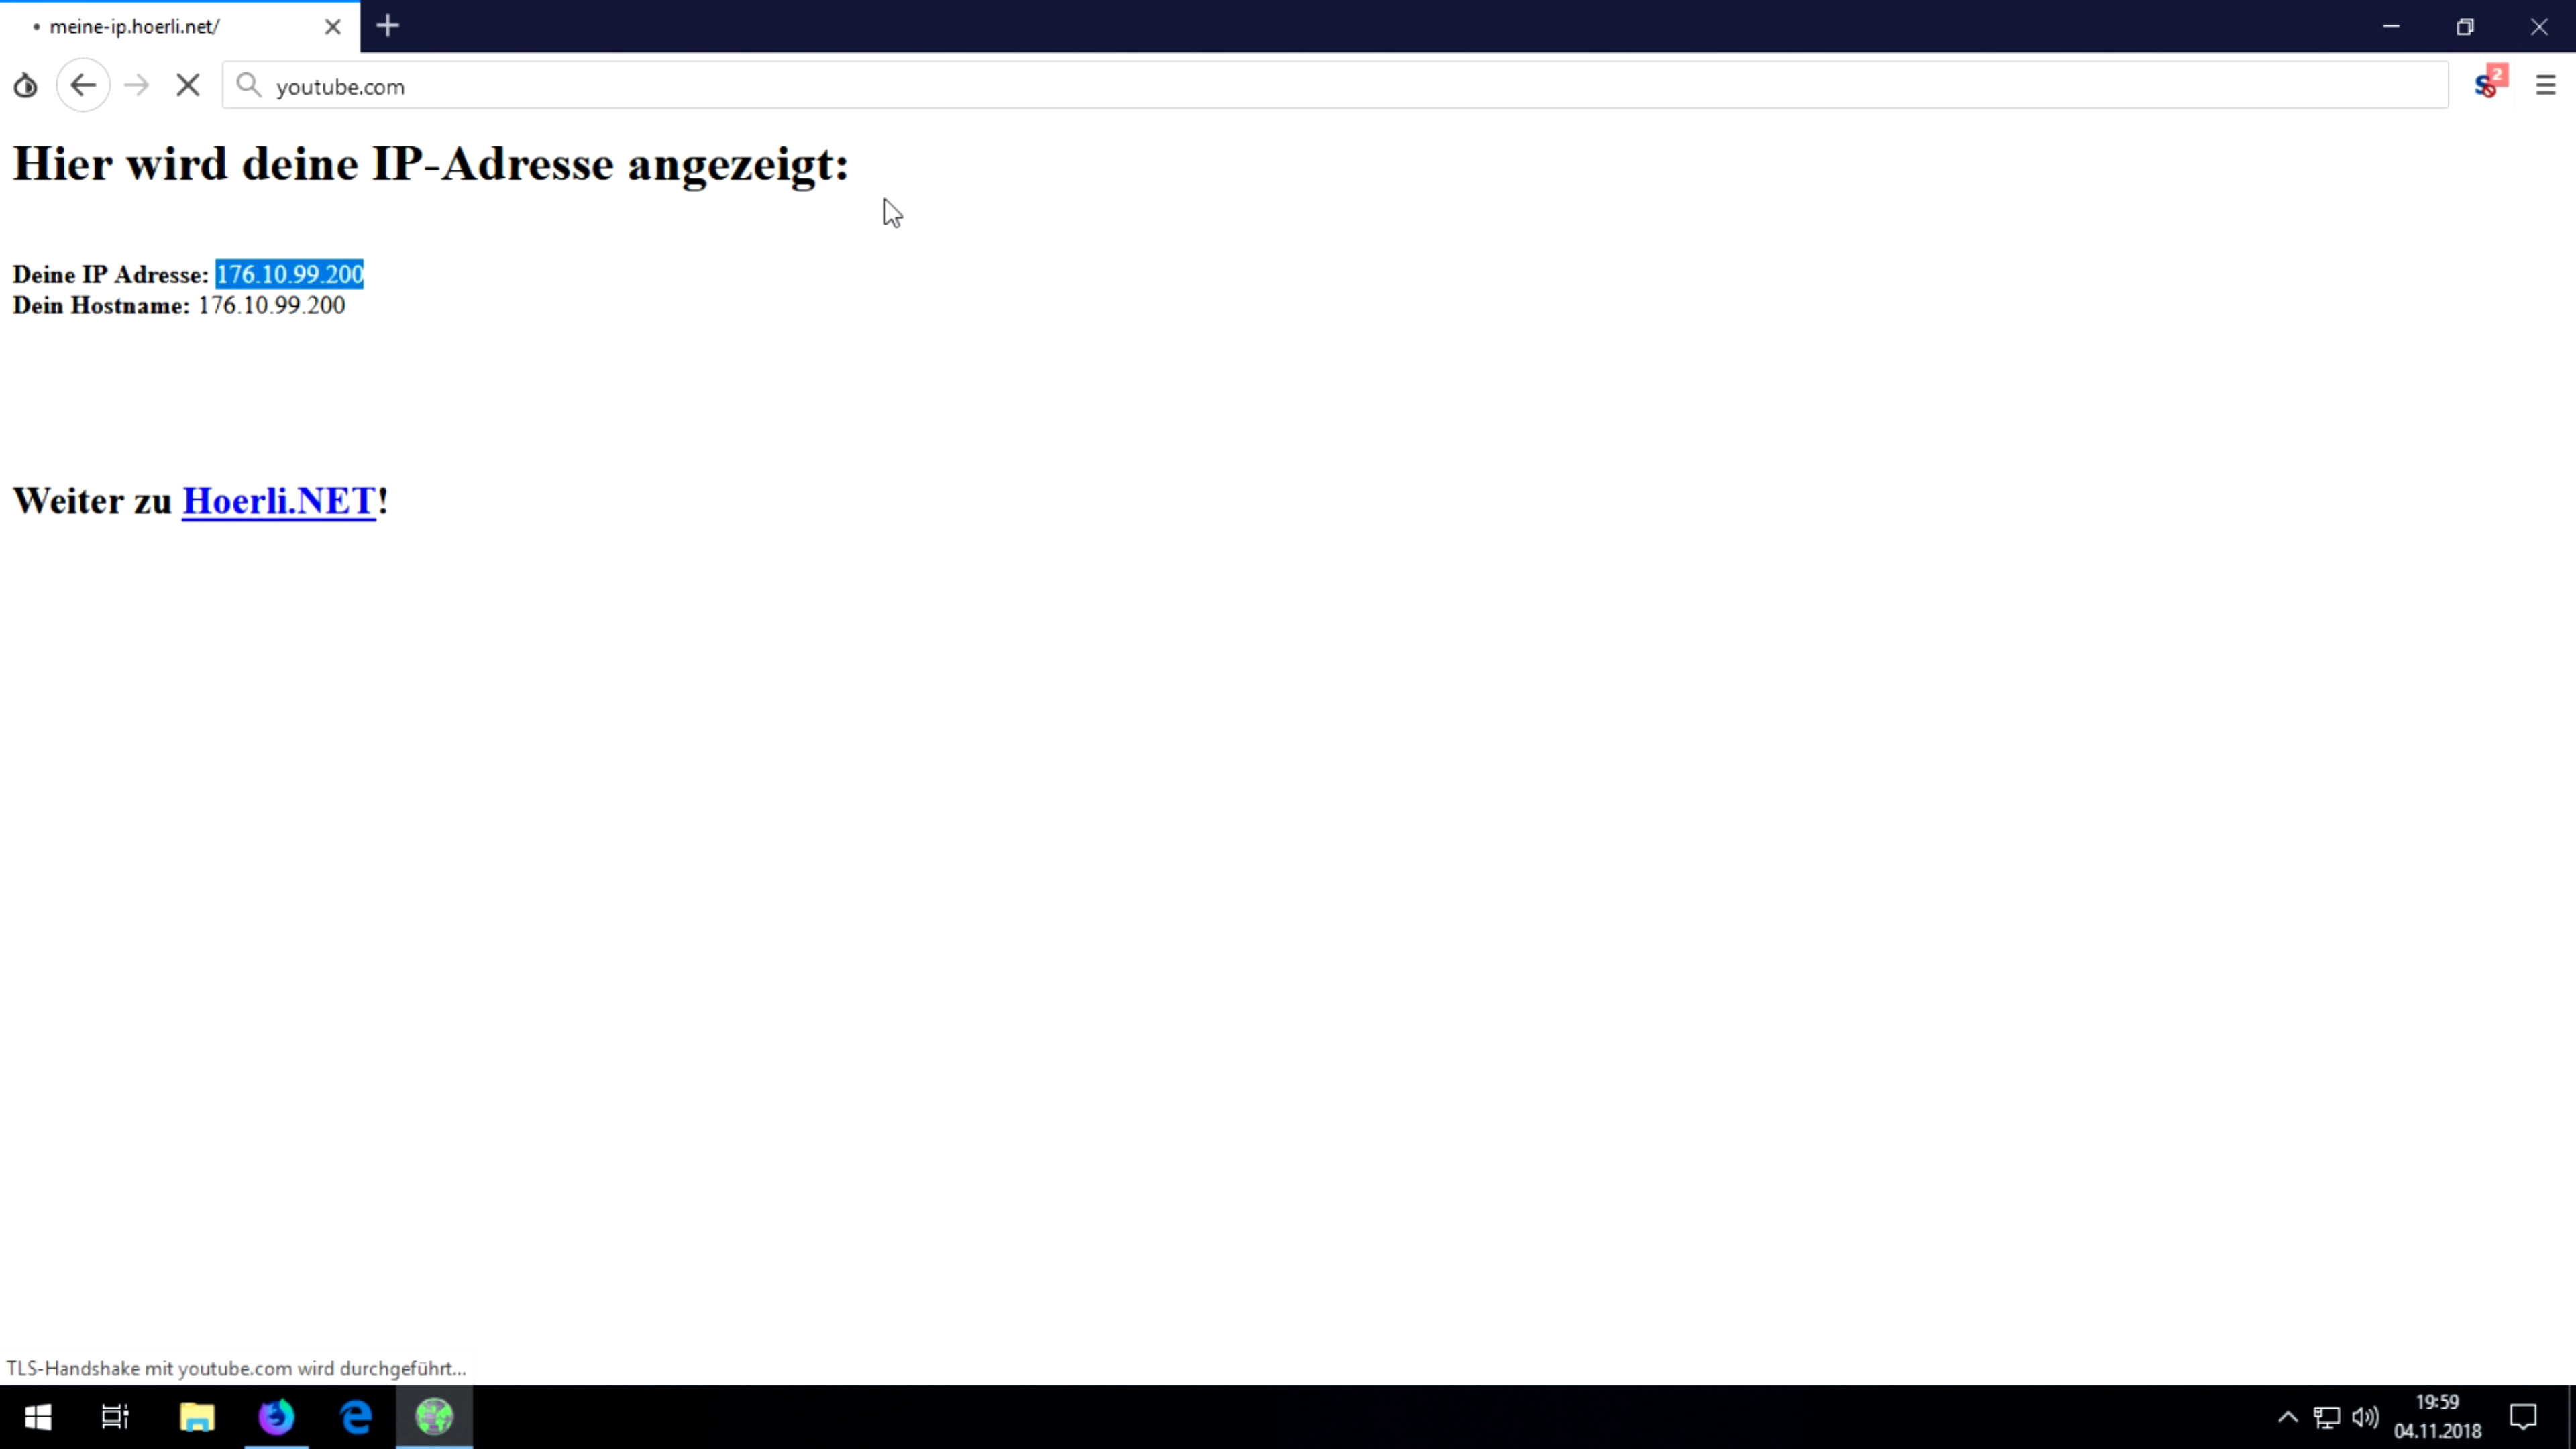 meine-ip.hoerli.net/
youtube.com
2
Hier wird deine IP-Adresse angezeigt:
Deine IP Adresse: 176.10.99.200
Dein Hostname: 176.10.99.200
Weiter zu Hoerli.NET!
TLS-Handshake mit youtube.com wird durchgeführt...
19:59
04.11.2018